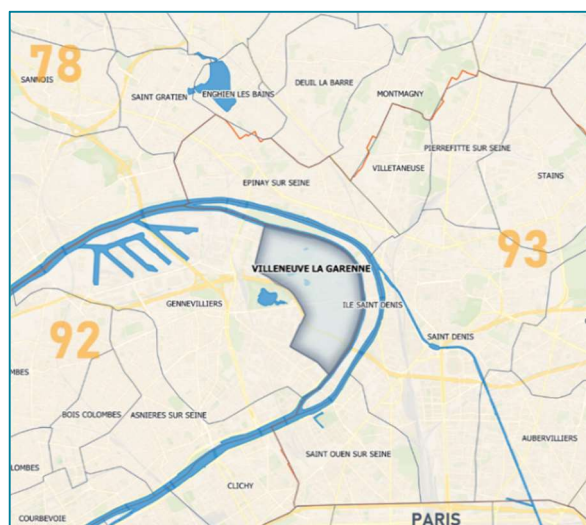 78
SANNOIS
SAINT GRATIEN
ENGHIEN LES BAINS
DEUIL LA BARRE
MONTMAGNY
PIERREFITTE SUR SEINE
VILLETANEUSE
STAINS
EPINAY SUR SEINE
VILLENEUVE LA GARENNE
93
GENNEVILLIERS
ILE SAINT DENIS
92
SAINT DENIS
MBES
BOIS COLOMBES
ASNIERES SUR SEINE
AUBERVILLIERS
SAINT OUEN SUR SEINE
LOMBES
CLICHY
COURBEVOIE
PARIS